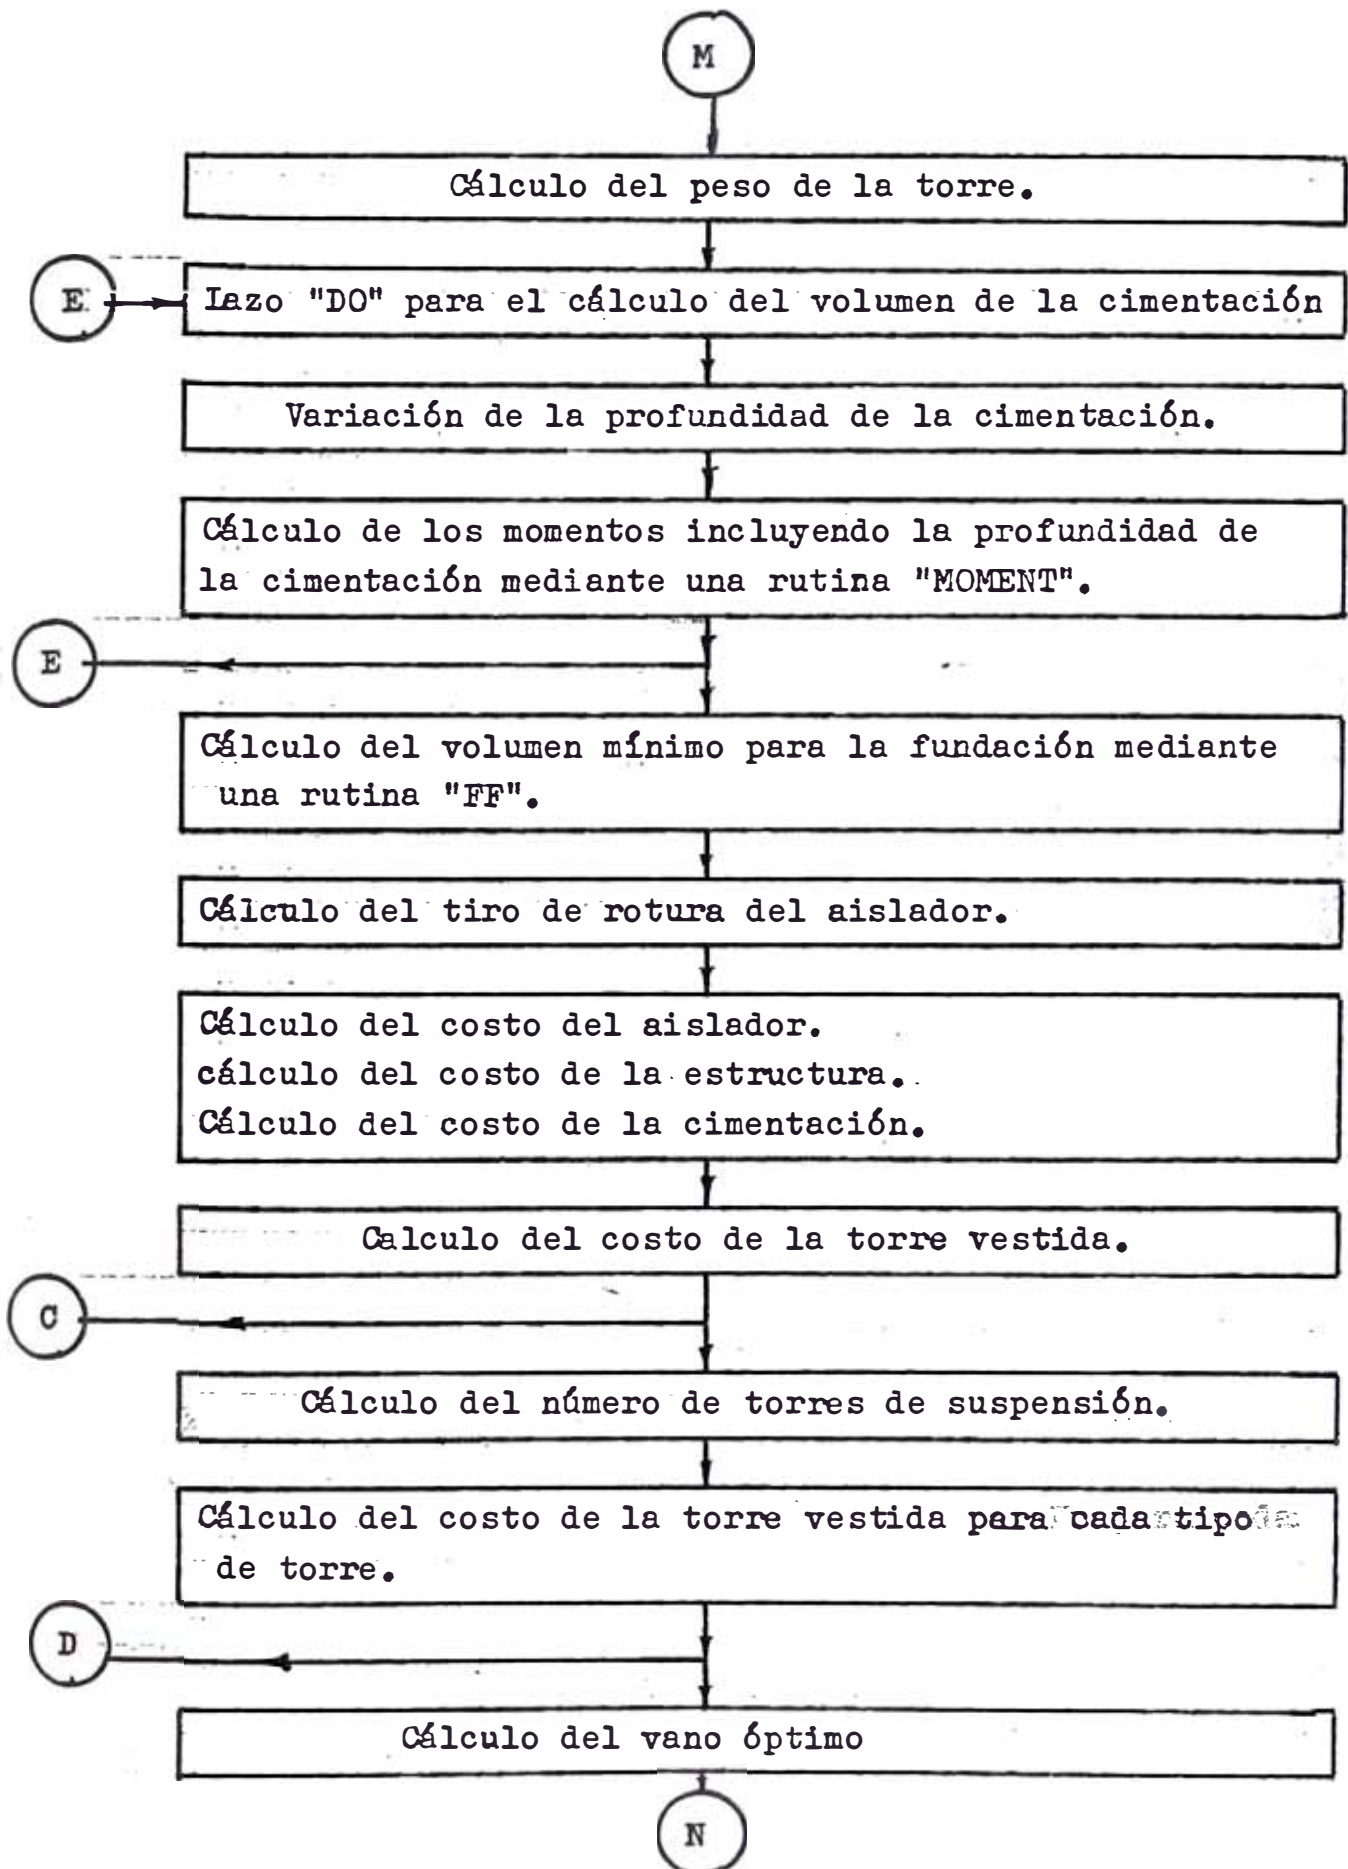 M
Cálculo del peso de la torre.
E
Lazo "DO" para el cálculo del volumen de la cimentación
Variación de la profundidad de la cimentación.
Cálculo de los momentos incluyendo la profundidad de
la cimentación mediante una rutina "MOMENT".
E
Cálculo del volumen mínimo para la fundación mediante
una rutina "FF".
Cálculo del tiro de rotura del aislador.
Cálculo del costo del aislador.
cálculo del costo de la estructura.
Cálculo del costo de la cimentación.
Calculo del costo de la torre vestida.
C
Cálculo del número de torres de suspensión.
Cálculo del costo de la torre vestida para cada tipo
de torre.
D
Cálculo del vano óptimo
N